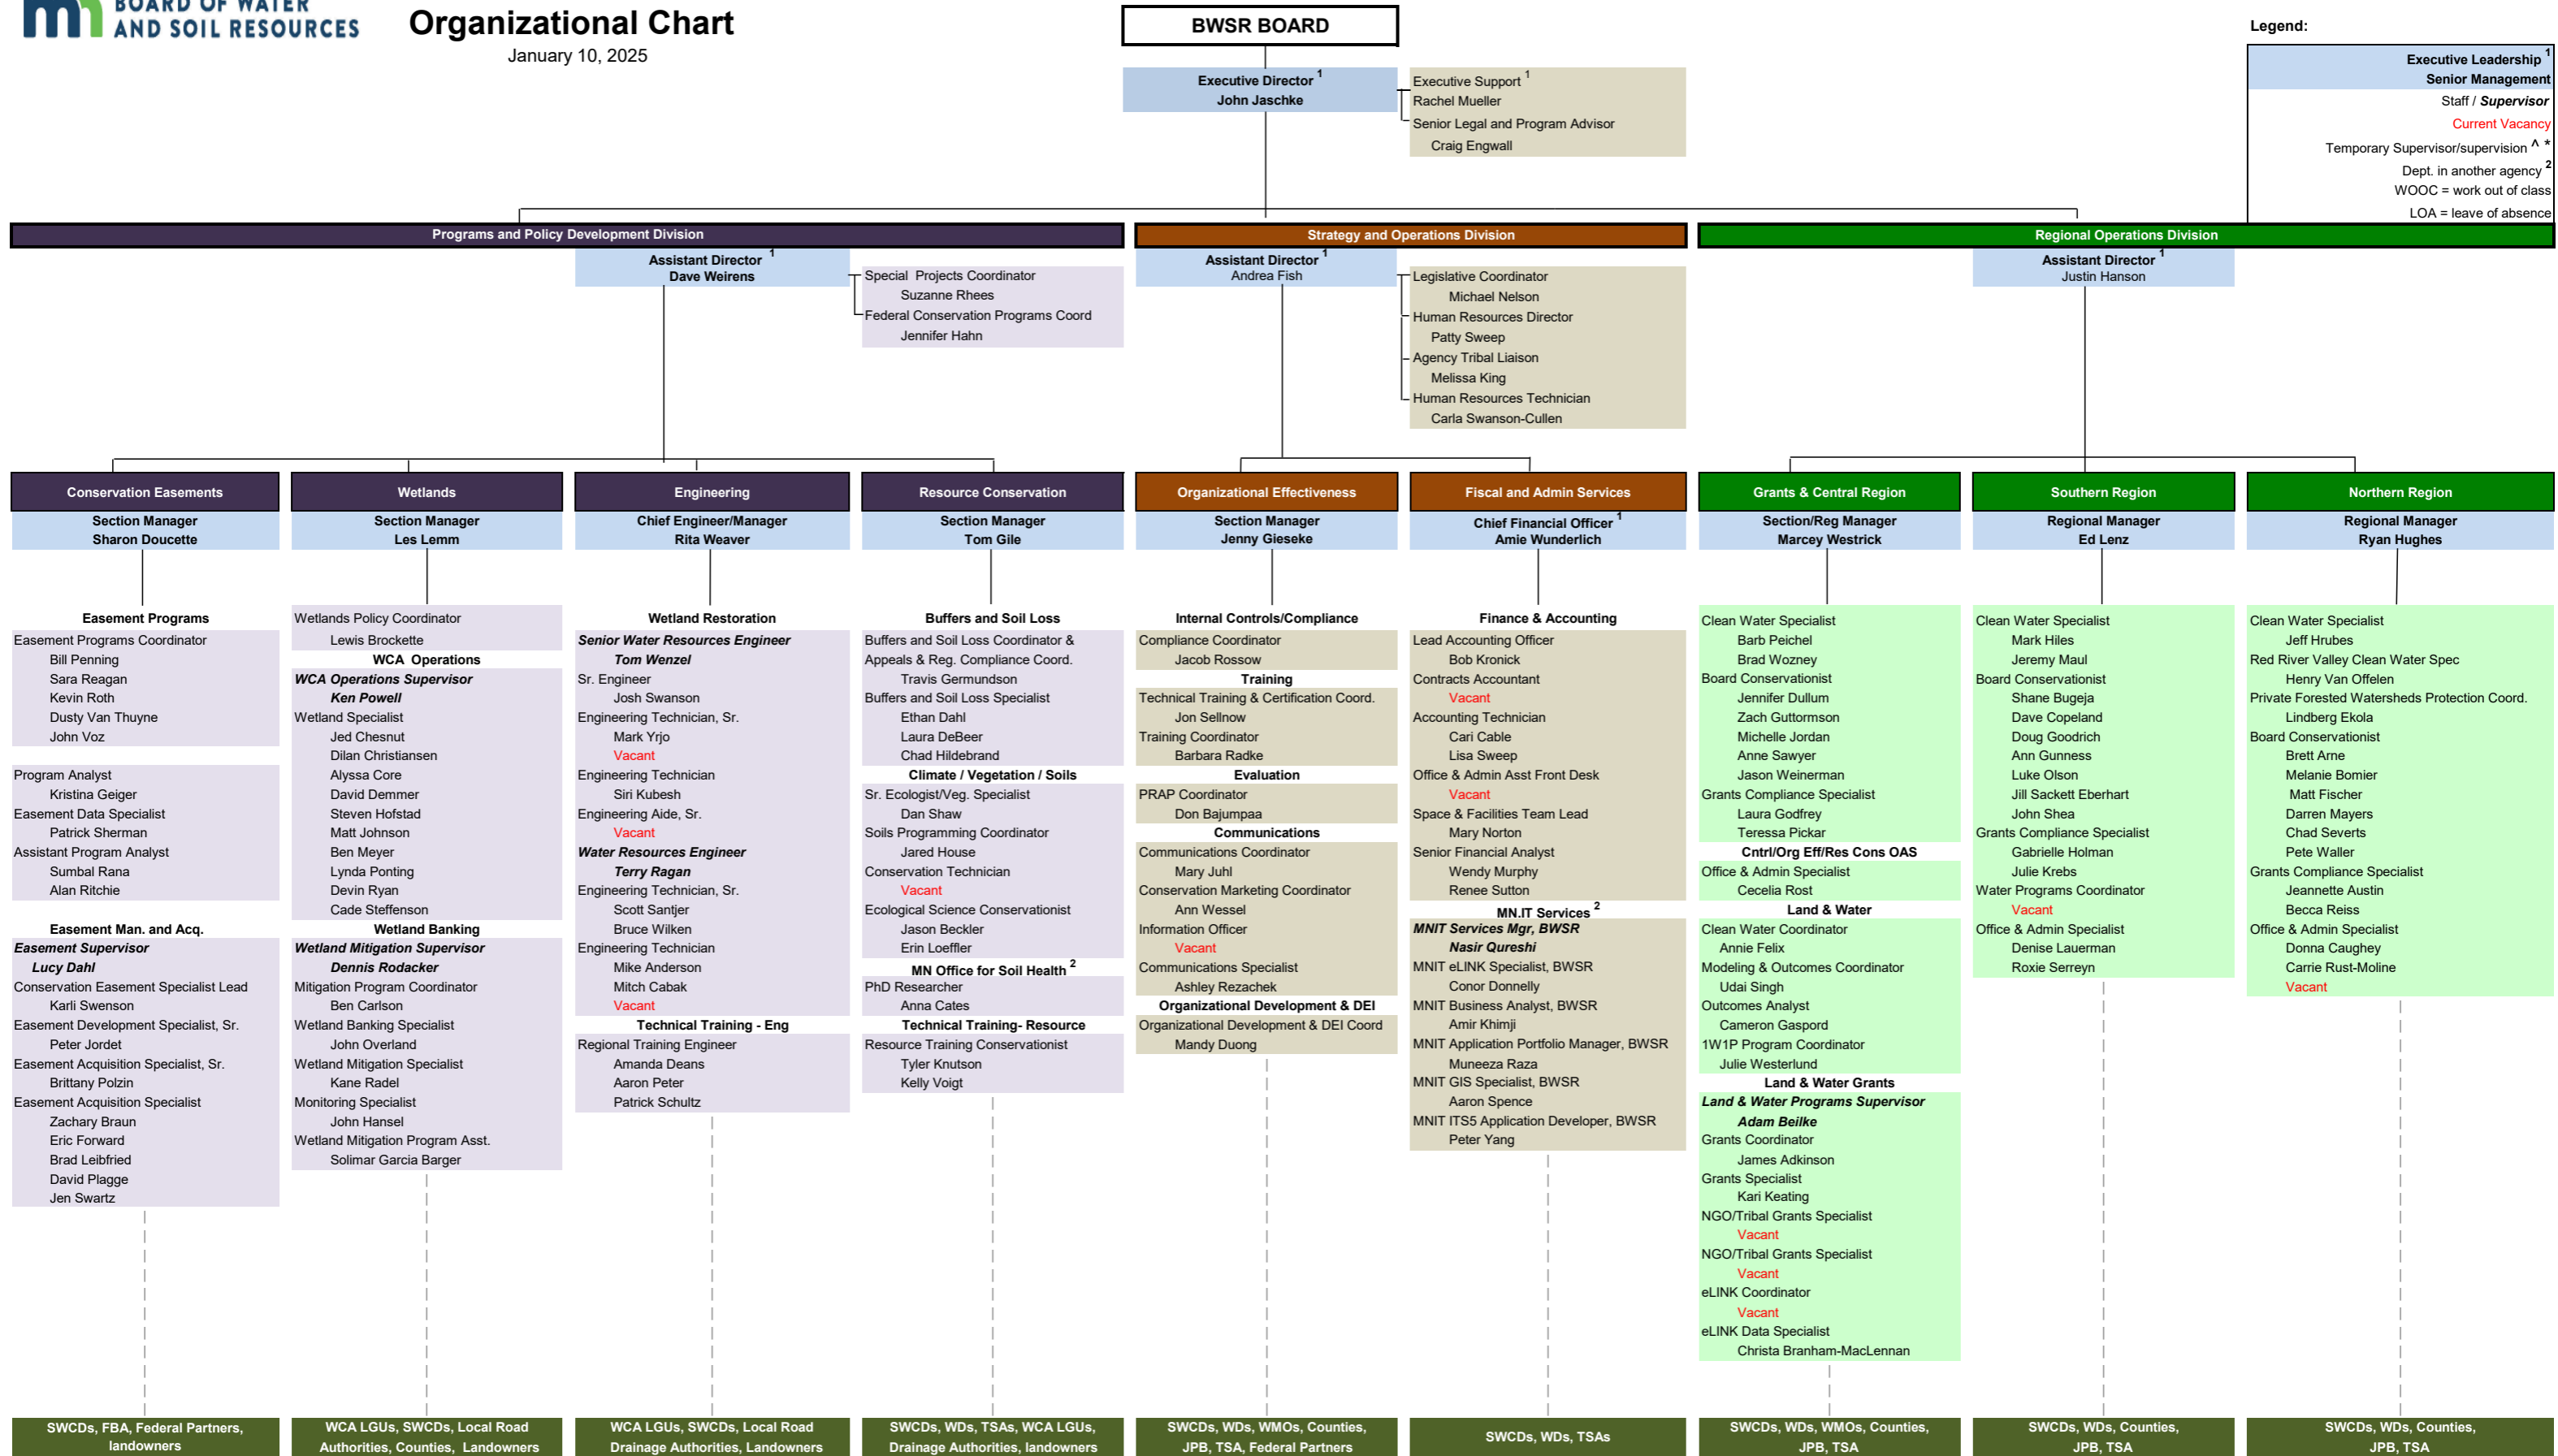 BOARD OF WATER
AND SOIL RESOURCES
Organizational Chart
January 10, 2025
BWSR BOARD
Executive Director 1
John Jaschke
Executive Support 1
Rachel Mueller
Senior Legal and Program Advisor
Craig Engwall
Legend:
Executive Leadership 1
Senior Management
Staff / Supervisor
Current Vacancy
Temporary Supervisor/supervision ^ *
Dept. in another agency 2
WOOC = work out of class
LOA = leave of absence
Programs and Policy Development Division
Assistant Director 1
Dave Weirens
Special Projects Coordinator
Suzanne Rhees
Federal Conservation Programs Coord
Jennifer Hahn
Strategy and Operations Division
Assistant Director 1
Andrea Fish
Legislative Coordinator
Michael Nelson
Human Resources Director
Patty Sweep
Agency Tribal Liaison
Melissa King
Human Resources Technician
Carla Swanson-Cullen
Regional Operations Division
Assistant Director 1
Justin Hanson
Conservation Easements
Section Manager
Sharon Doucette
Easement Programs
Easement Programs Coordinator
Bill Penning
Sara Reagan
Kevin Roth
Dusty Van Thuyne
John Voz
Program Analyst
Kristina Geiger
Easement Data Specialist
Patrick Sherman
Assistant Program Analyst
Sumbal Rana
Alan Ritchie
Easement Man. and Acq.
Easement Supervisor
Lucy Dahl
Conservation Easement Specialist Lead
Karli Swenson
Easement Development Specialist, Sr.
Peter Jordet
Easement Acquisition Specialist, Sr.
Brittany Polzin
Easement Acquisition Specialist
Zachary Braun
Eric Forward
Brad Leibfried
David Plagge
Jen Swartz
SWCDs, FBA, Federal Partners,
landowners
Wetlands
Section Manager
Les Lemm
Wetlands Policy Coordinator
Lewis Brockette
WCA Operations
WCA Operations Supervisor
Ken Powell
Wetland Specialist
Jed Chesnut
Dilan Christiansen
Alyssa Core
David Demmer
Steven Hofstad
Matt Johnson
Ben Meyer
Lynda Ponting
Devin Ryan
Cade Steffenson
Wetland Banking
Wetland Mitigation Supervisor
Dennis Rodacker
Mitigation Program Coordinator
Ben Carlson
Wetland Banking Specialist
John Overland
Wetland Mitigation Specialist
Kane Radel
Monitoring Specialist
John Hansel
Wetland Mitigation Program Asst.
Solimar Garcia Barger
WCA LGUs, SWCDs, Local Road
Authorities, Counties, Landowners
Engineering
Chief Engineer/Manager
Rita Weaver
Wetland Restoration
Senior Water Resources Engineer
Tom Wenzel
Sr. Engineer
Josh Swanson
Engineering Technician, Sr.
Mark Yrjo
Vacant
Engineering Technician
Siri Kubesh
Engineering Aide, Sr.
Vacant
Water Resources Engineer
Terry Ragan
Engineering Technician, Sr.
Scott Santjer
Bruce Wilken
Engineering Technician
Mike Anderson
Mitch Cabak
Vacant
Technical Training - Eng
Regional Training Engineer
Amanda Deans
Aaron Peter
Patrick Schultz
WCA LGUs, SWCDs, Local Road
Drainage Authorities, Landowners
Resource Conservation
Section Manager
Tom Gile
Buffers and Soil Loss
Buffers and Soil Loss Coordinator &
Appeals & Reg. Compliance Coord.
Travis Germundson
Buffers and Soil Loss Specialist
Ethan Dahl
Laura DeBeer
Chad Hildebrand
Climate / Vegetation / Soils
Sr. Ecologist/Veg. Specialist
Dan Shaw
Soils Programming Coordinator
Jared House
Conservation Technician
Vacant
Ecological Science Conservationist
Jason Beckler
Erin Loeffler
MN Office for Soil Health 2
PhD Researcher
Anna Cates
Technical Training- Resource
Resource Training Conservationist
Tyler Knutson
Kelly Voigt
SWCDs, WDs, TSAs, WCA LGUs,
Drainage Authorities, landowners
Organizational Effectiveness
Section Manager
Jenny Gieseke
Internal Controls/Compliance
Compliance Coordinator
Jacob Rossow
Training
Technical Training & Certification Coord.
Jon Sellnow
Training Coordinator
Barbara Radke
Evaluation
PRAP Coordinator
Don Bajumpaa
Communications
Communications Coordinator
Mary Juhl
Conservation Marketing Coordinator
Ann Wessel
Information Officer
Vacant
Communications Specialist
Ashley Rezachek
Organizational Development & DEI
Organizational Development & DEI Coord
Mandy Duong
SWCDs, WDs, WMOs, Counties,
JPB, TSA, Federal Partners
Fiscal and Admin Services
Chief Financial Officer 1
Amie Wunderlich
Finance & Accounting
Lead Accounting Officer
Bob Kronick
Contracts Accountant
Vacant
Accounting Technician
Cari Cable
Lisa Sweep
Office & Admin Asst Front Desk
Vacant
Space & Facilities Team Lead
Mary Norton
Senior Financial Analyst
Wendy Murphy
Renee Sutton
MN.IT Services 2
MNIT Services Mgr, BWSR
Nasir Qureshi
MNIT eLINK Specialist, BWSR
Conor Donnelly
MNIT Business Analyst, BWSR
Amir Khimji
MNIT Application Portfolio Manager, BWSR
Muneeza Raza
MNIT GIS Specialist, BWSR
Aaron Spence
MNIT ITS5 Application Developer, BWSR
Peter Yang
SWCDs, WDs, TSAs
Grants & Central Region
Section/Reg Manager
Marcey Westrick
Clean Water Specialist
Barb Peichel
Brad Wozney
Board Conservationist
Jennifer Dullum
Zach Guttormson
Michelle Jordan
Anne Sawyer
Jason Weinerman
Grants Compliance Specialist
Laura Godfrey
Teressa Pickar
Cntrl/Org Eff/Res Cons OAS
Office & Admin Specialist
Cecelia Rost
Land & Water
Clean Water Coordinator
Annie Felix
Modeling & Outcomes Coordinator
Udai Singh
Outcomes Analyst
Cameron Gaspord
1W1P Program Coordinator
Julie Westerlund
Land & Water Grants
Land & Water Programs Supervisor
Adam Beilke
Grants Coordinator
James Adkinson
Grants Specialist
Kari Keating
NGO/Tribal Grants Specialist
Vacant
NGO/Tribal Grants Specialist
Vacant
eLINK Coordinator
Vacant
eLINK Data Specialist
Christa Branham-MacLennan
SWCDs, WDs, WMOs, Counties,
JPB, TSA
Southern Region
Regional Manager
Ed Lenz
Clean Water Specialist
Mark Hiles
Jeremy Maul
Board Conservationist
Shane Bugeja
Dave Copeland
Doug Goodrich
Ann Gunness
Luke Olson
Jill Sackett Eberhart
John Shea
Grants Compliance Specialist
Gabrielle Holman
Julie Krebs
Water Programs Coordinator
Vacant
Office & Admin Specialist
Denise Lauerman
Roxie Serreyn
SWCDs, WDs, Counties,
JPB, TSA
Northern Region
Regional Manager
Ryan Hughes
Clean Water Specialist
Jeff Hrubes
Red River Valley Clean Water Spec
Henry Van Offelen
Private Forested Watersheds Protection Coord.
Lindberg Ekola
Board Conservationist
Brett Arne
Melanie Bomier
Matt Fischer
Darren Mayers
Chad Severts
Pete Waller
Grants Compliance Specialist
Jeannette Austin
Becca Reiss
Office & Admin Specialist
Donna Caughey
Carrie Rust-Moline
Vacant
SWCDs, WDs, Counties,
JPB, TSA